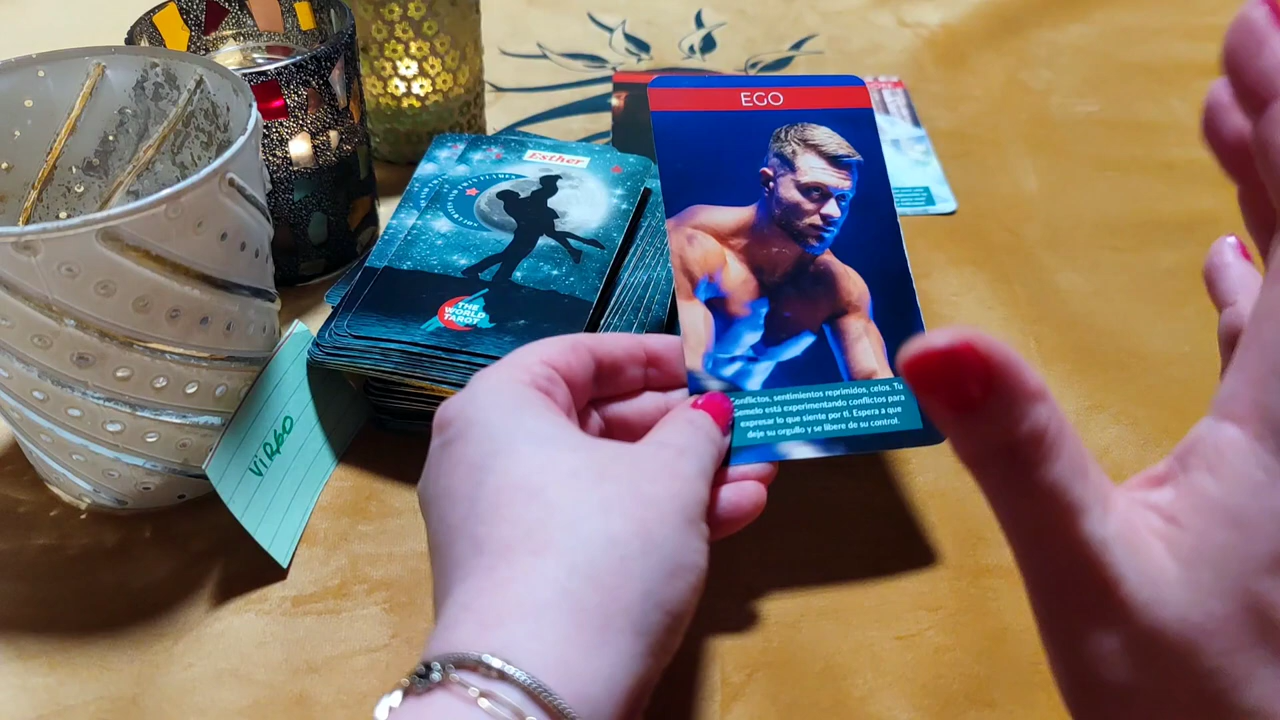 EGO
Conflictos, sentimientos reprimidos, celos. Tu
Gemelo está experimentando conflictos para
expresar lo que siente por ti. Espera a que
deje su orgullo y se libere de su control.
Esther
THE
WORLD
TAROT
VIRGO